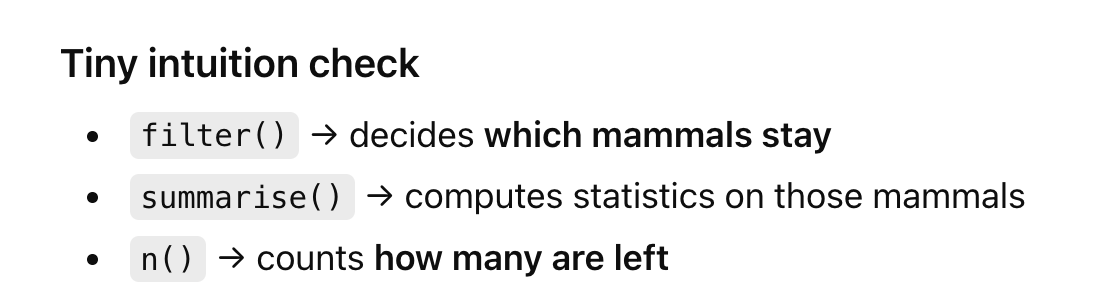 Tiny intuition check
• filter() → decides which mammals stay
• summarise() → computes statistics on those mammals
• n() → counts how many are left